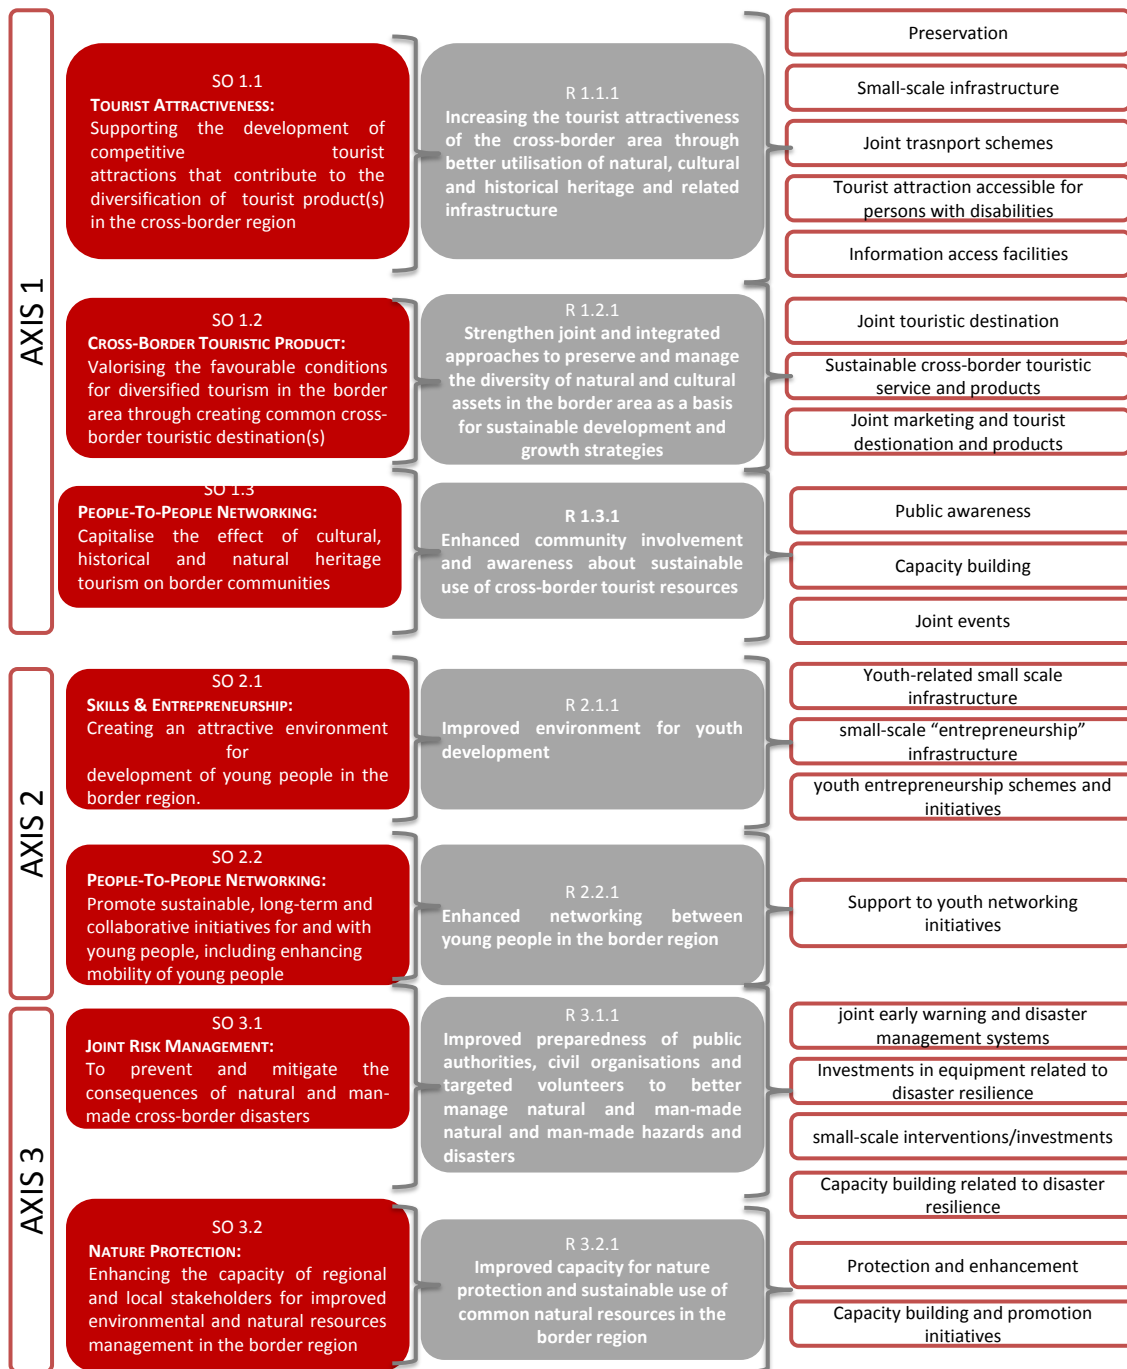 AXIS 1
SO 1.1
TOURIST ATTRACTIVENESS:
Supporting the development of
competitive tourist
attractions that contribute to the
diversification of tourist product(s)
in the cross-border region
R 1.1.1
Increasing the tourist attractiveness
of the cross-border area through
better utilisation of natural, cultural
and historical heritage and related
infrastructure
Preservation
Small-scale infrastructure
Joint trasnport schemes
Tourist attraction accessible for
persons with disabilities
Information access facilities
SO 1.2
CROSS-BORDER TOURISTIC PRODUCT:
Valorising the favourable conditions
for diversified tourism in the border
area through creating common cross-
border touristic destination(s)
R 1.2.1
Strengthen joint and integrated
approaches to preserve and manage
the diversity of natural and cultural
assets in the border area as a basis
for sustainable development and
growth strategies
Joint touristic destination
Sustainable cross-border touristic
service and products
Joint marketing and tourist
destionation and products
SO 1.3
PEOPLE-TO-PEOPLE NETWORKING:
Capitalise the effect of cultural,
historical and natural heritage
tourism on border communities
R 1.3.1
Enhanced community involvement
and awareness about sustainable
use of cross-border tourist resources
Public awareness
Capacity building
Joint events
AXIS 2
SO 2.1
SKILLS & ENTREPRENEURSHIP:
Creating an attractive environment
for
development of young people in the
border region.
R 2.1.1
Improved environment for youth
development
Youth-related small scale
infrastructure
small-scale “entrepreneurship”
infrastructure
youth entrepreneurship schemes and
initiatives
SO 2.2
PEOPLE-TO-PEOPLE NETWORKING:
Promote sustainable, long-term and
collaborative initiatives for and with
young people, including enhancing
mobility of young people
R 2.2.1
Enhanced networking between
young people in the border region
Support to youth networking
initiatives
AXIS 3
SO 3.1
JOINT RISK MANAGEMENT:
To prevent and mitigate the
consequences of natural and man-
made cross-border disasters
R 3.1.1
Improved preparedness of public
authorities, civil organisations and
targeted volunteers to better
manage natural and man-made
natural and man-made hazards and
disasters
joint early warning and disaster
management systems
Investments in equipment related to
disaster resilience
small-scale interventions/investments
Capacity building related to disaster
resilience
SO 3.2
NATURE PROTECTION:
Enhancing the capacity of regional
and local stakeholders for improved
environmental and natural resources
management in the border region
R 3.2.1
Improved capacity for nature
protection and sustainable use of
common natural resources in the
border region
Protection and enhancement
Capacity building and promotion
initiatives